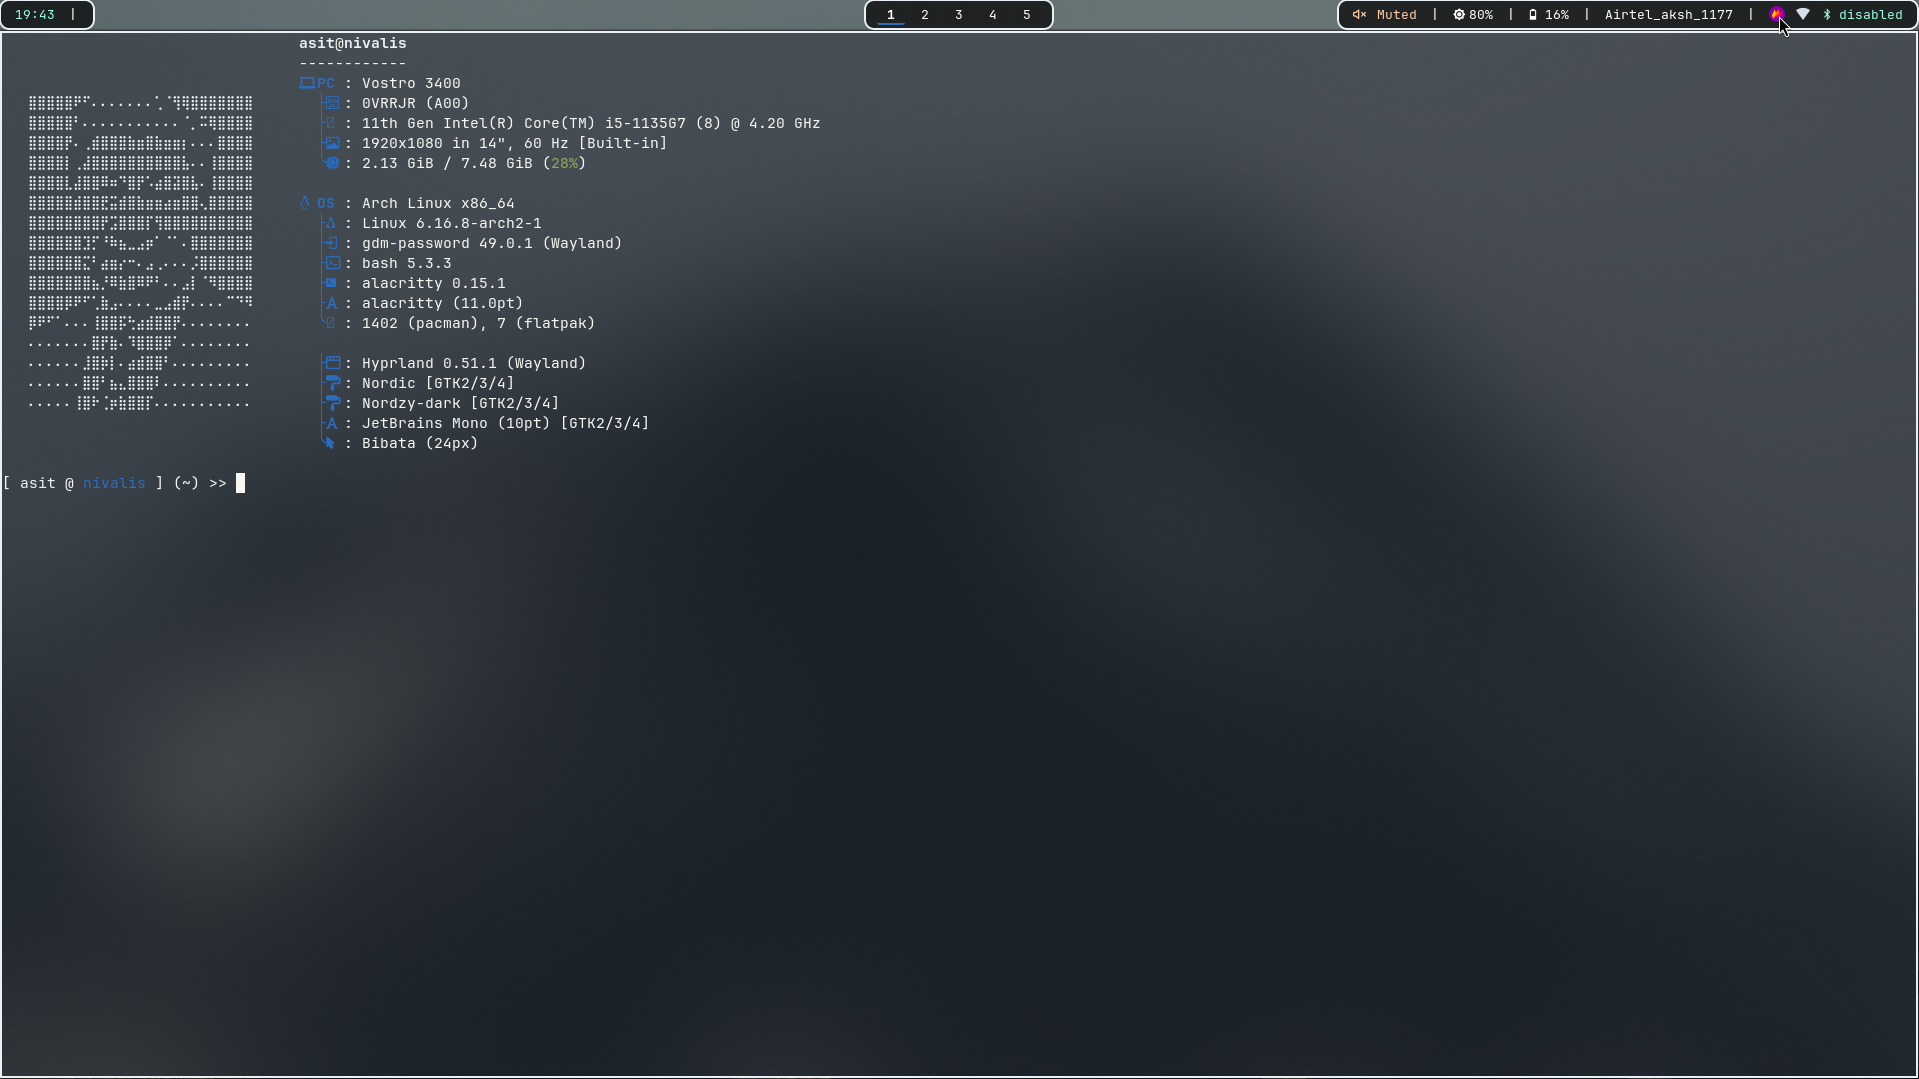 19:43 |
1 2 3 4 5
Muted | 80% | 16% | Airtel_aksh_1177 | disabled
asit@nivalis
------------
PC : Vostro 3400
: 0VRRJR (A00)
: 11th Gen Intel(R) Core(TM) i5-1135G7 (8) @ 4.20 GHz
: 1920x1080 in 14", 60 Hz [Built-in]
: 2.13 GiB / 7.48 GiB (28%)
OS : Arch Linux x86_64
: Linux 6.16.8-arch2-1
: gdm-password 49.0.1 (Wayland)
: bash 5.3.3
: alacritty 0.15.1
: alacritty (11.0pt)
: 1402 (pacman), 7 (flatpak)
: Hyprland 0.51.1 (Wayland)
: Nordic [GTK2/3/4]
: Nordzy-dark [GTK2/3/4]
: JetBrains Mono (10pt) [GTK2/3/4]
: Bibata (24px)
[ asit @ nivalis ] (~) >>